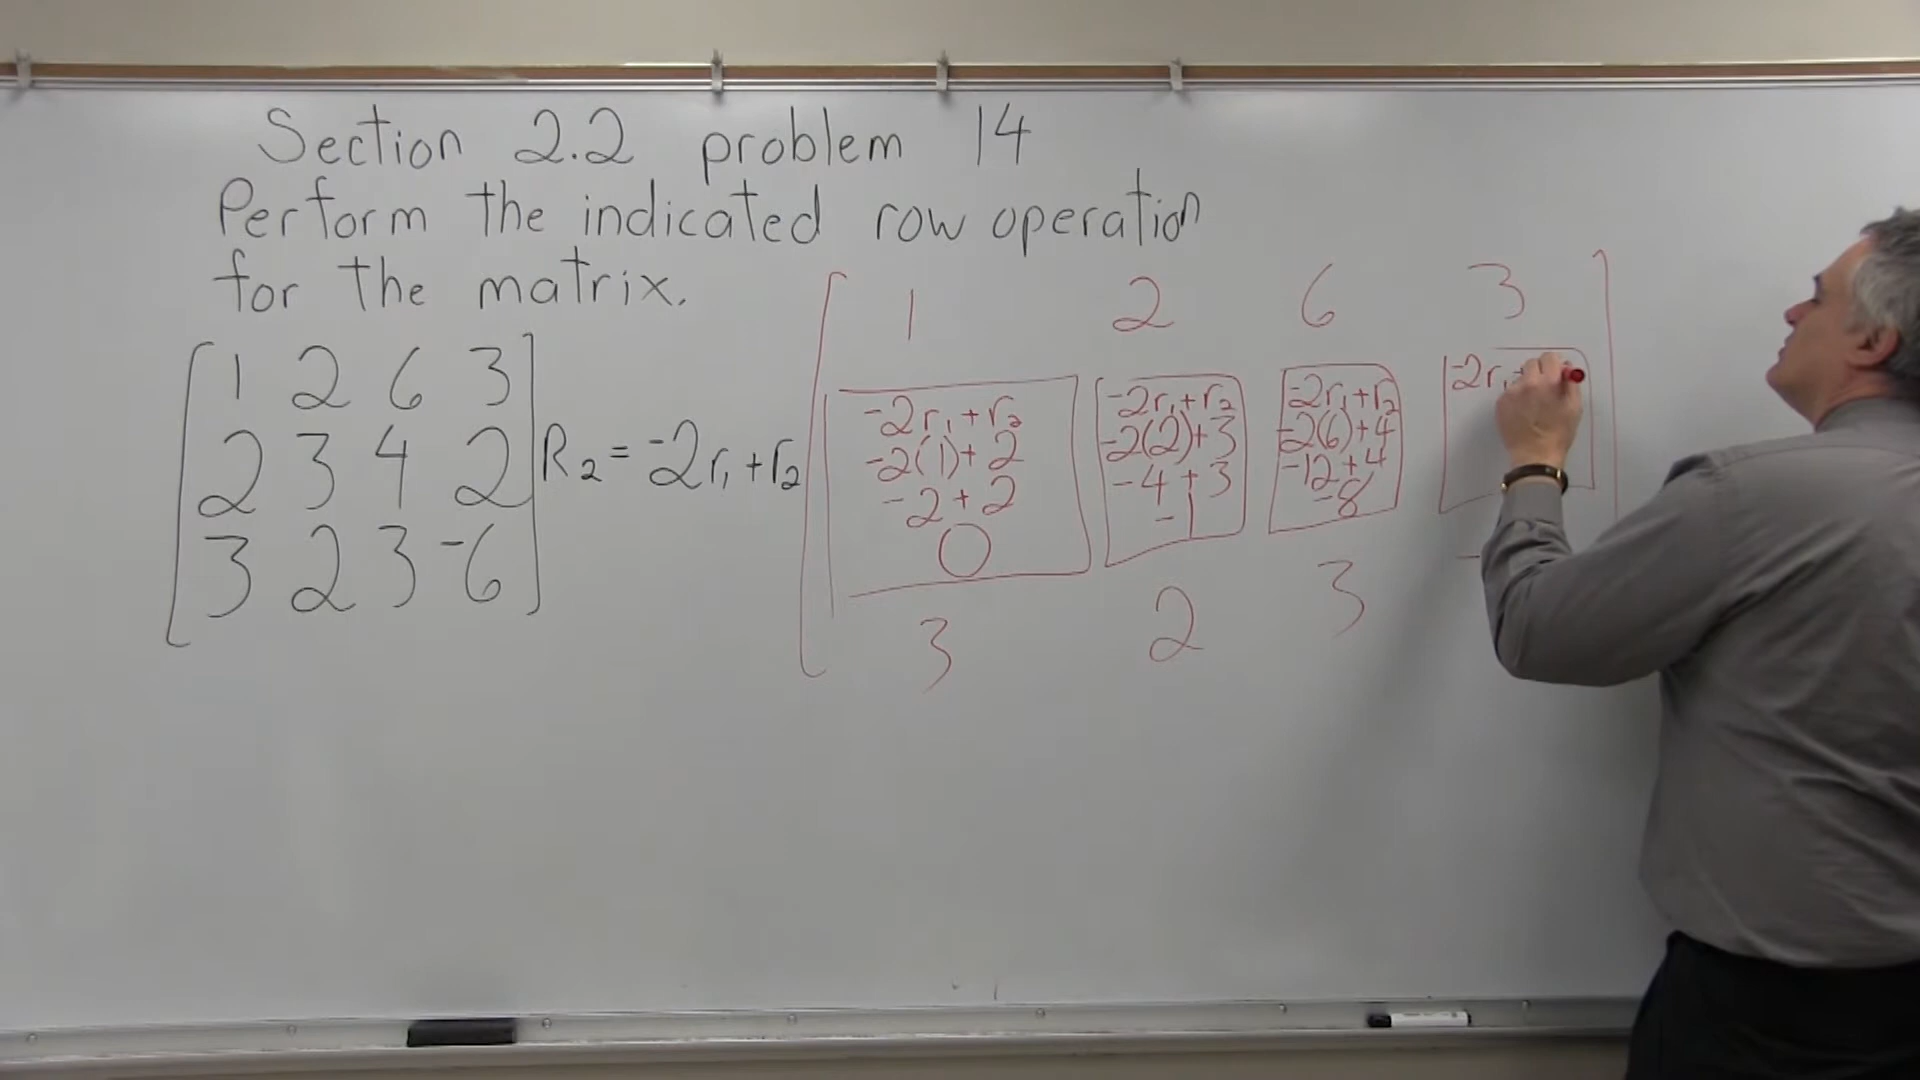 Section 2.2 problem 14
Perform the indicated row operation
for the matrix.
1 2 6 3
2 3 4 2
3 2 3 -6
R2 = -2r1+r2
1 2 6 3
-2r1+r2
-2(1)+2
-2+2
0
-2r1+r2
-2(2)+3
-4+3
-1
-2r1+r2
-2(6)+4
-12+4
-8
-2r1+
3 2 3 -